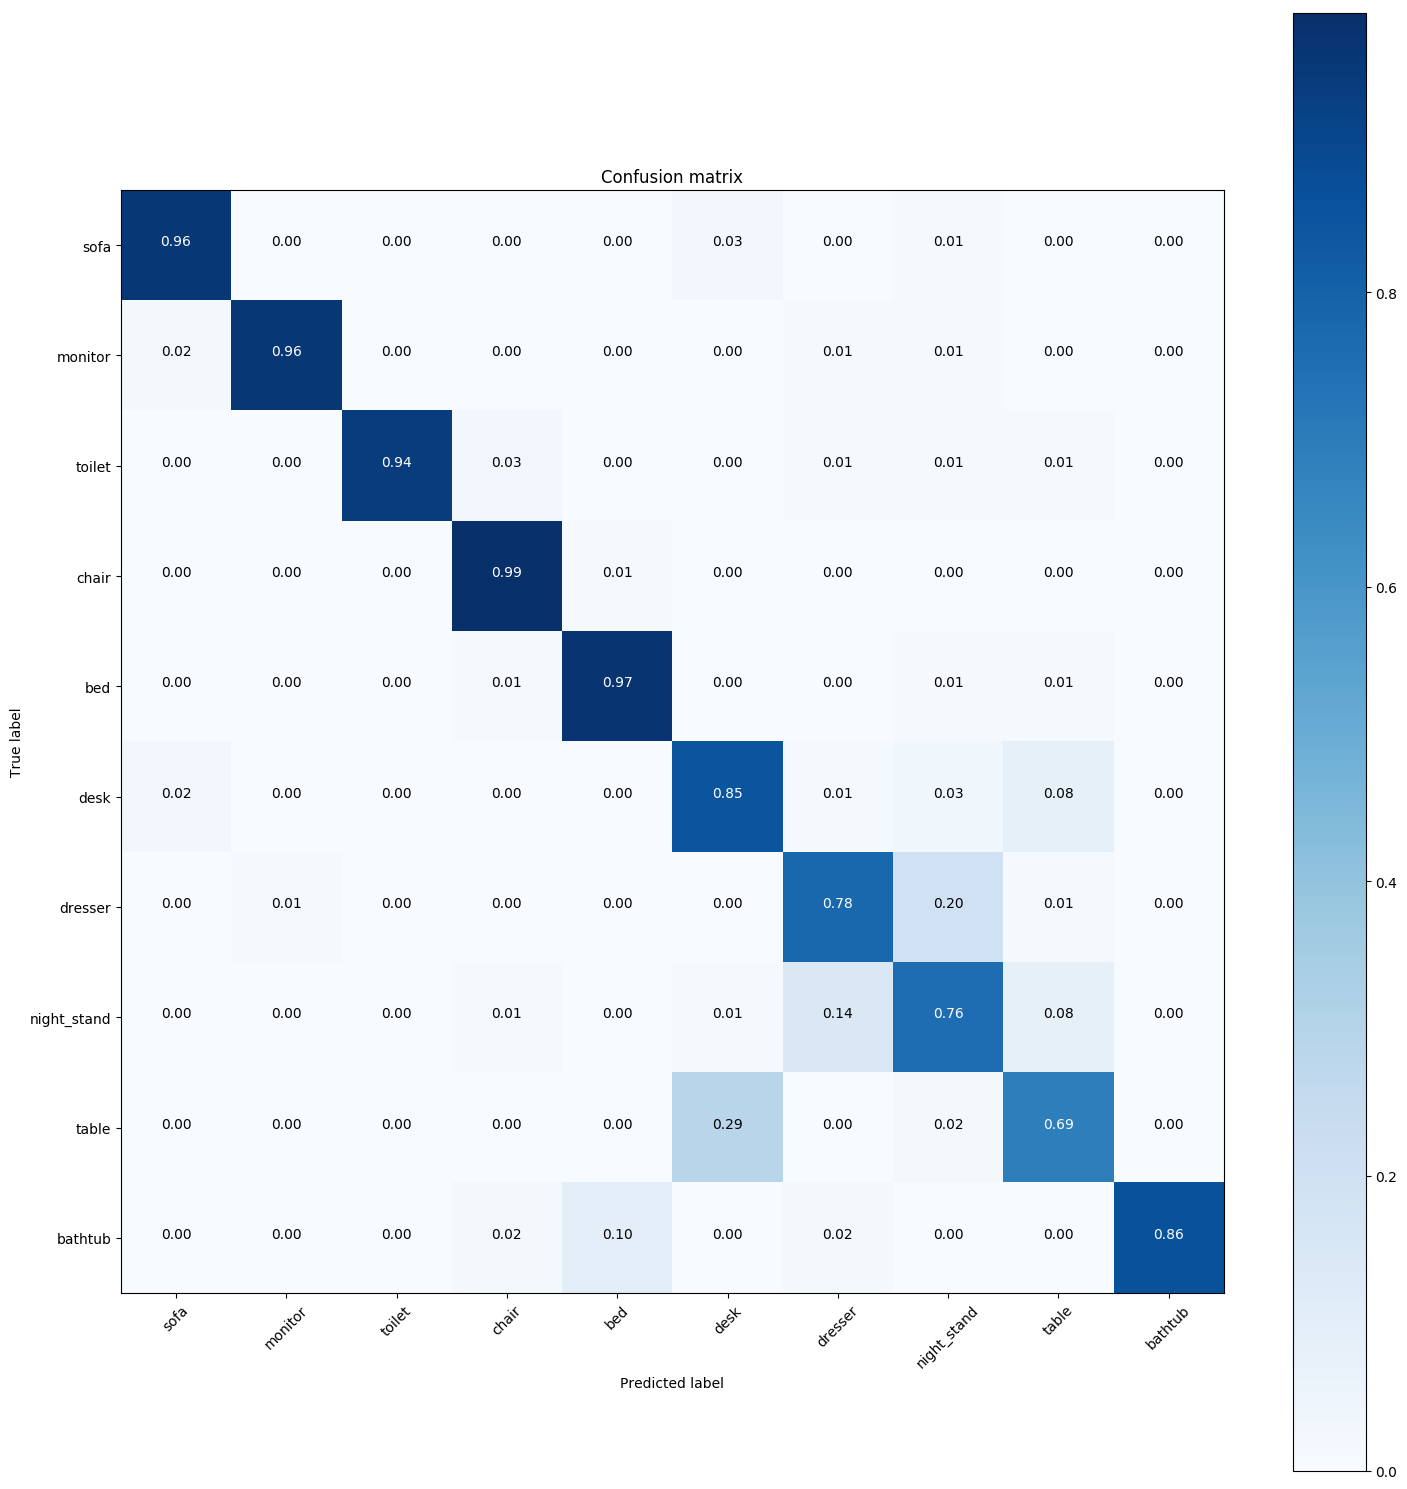 Confusion matrix
sofa 0.96 0.00 0.00 0.00 0.00 0.03 0.00 0.01 0.00 0.00
monitor 0.02 0.96 0.00 0.00 0.00 0.00 0.01 0.01 0.00 0.00
toilet 0.00 0.00 0.94 0.03 0.00 0.00 0.01 0.01 0.01 0.00
chair 0.00 0.00 0.00 0.99 0.01 0.00 0.00 0.00 0.00 0.00
bed 0.00 0.00 0.00 0.01 0.97 0.00 0.00 0.01 0.01 0.00
desk 0.02 0.00 0.00 0.00 0.00 0.85 0.01 0.03 0.08 0.00
dresser 0.00 0.01 0.00 0.00 0.00 0.00 0.78 0.20 0.01 0.00
night_stand 0.00 0.00 0.00 0.01 0.00 0.01 0.14 0.76 0.08 0.00
table 0.00 0.00 0.00 0.00 0.00 0.29 0.00 0.02 0.69 0.00
bathtub 0.00 0.00 0.00 0.02 0.10 0.00 0.02 0.00 0.00 0.86
sofa monitor toilet chair bed desk dresser night_stand table bathtub
Predicted label
True label
0.8
0.6
0.4
0.2
0.0